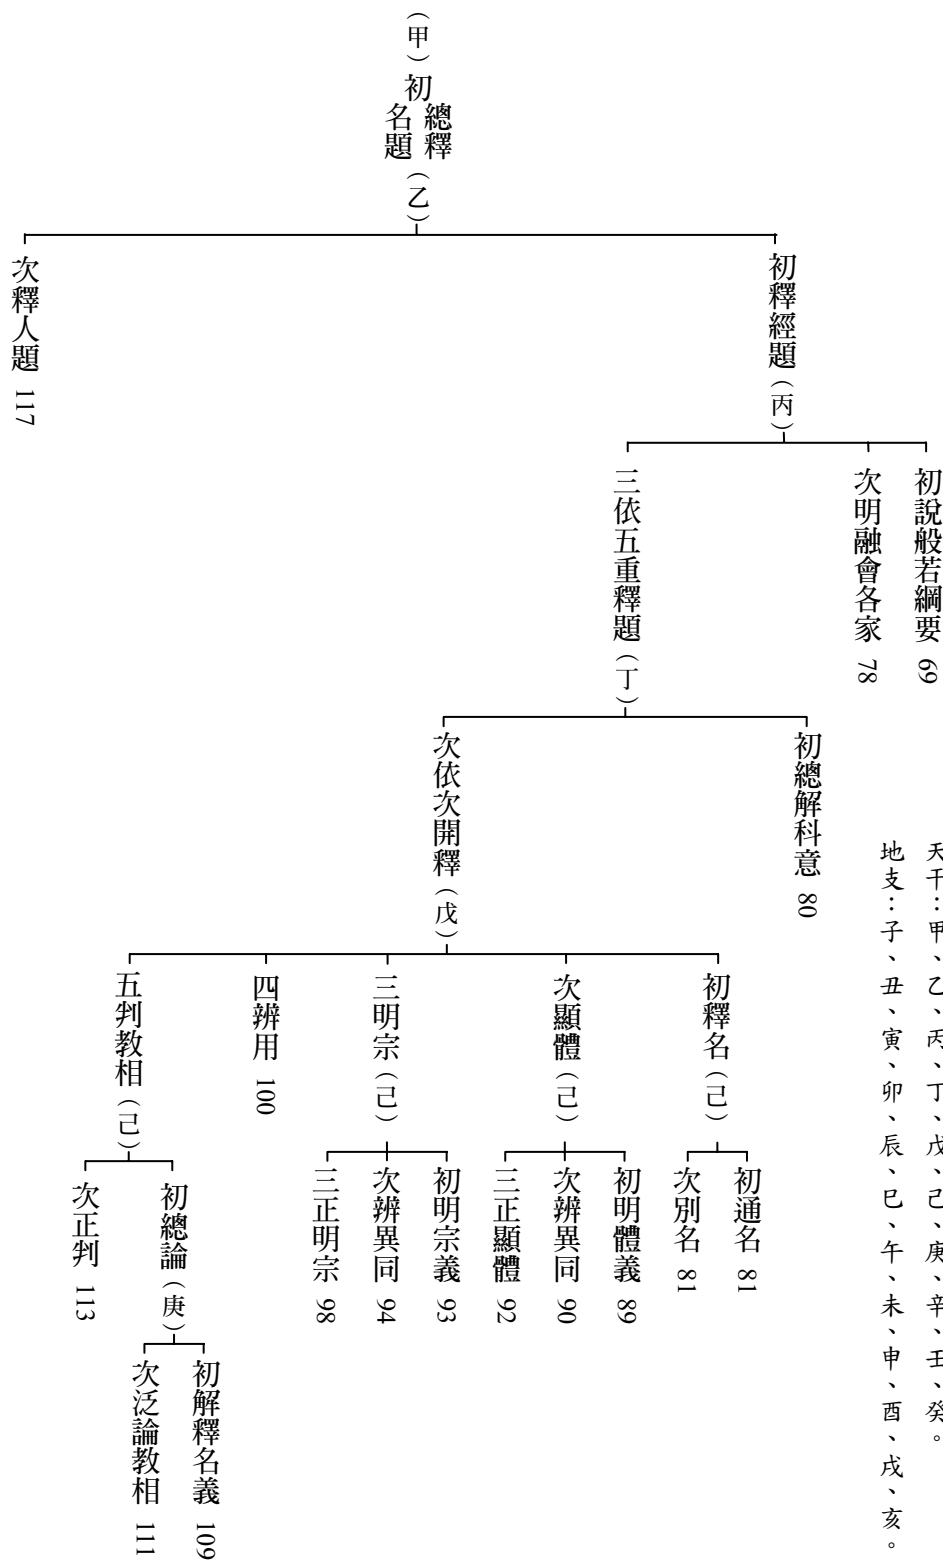 天干：甲、乙、丙、丁、戊、己、庚、辛、壬、癸。
地支：子、丑、寅、卯、辰、巳、午、未、申、酉、戌、亥。
（甲）初總釋名題（乙）
初釋經題（丙）
初說般若綱要 69
次明融會各家 78
三依五重釋題（丁）
初總解科意 80
次依次開釋（戊）
初釋名（己）
初通名 81
次別名 81
次顯體（己）
初明體義 89
次辨異同 90
三正顯體 92
三明宗（己）
初明宗義 93
次辨異同 94
三正明宗 98
四辨用 100
五判教相（己）
初總論（庚）
初解釋名義 109
次泛論教相 111
次正判 113
次釋人題 117